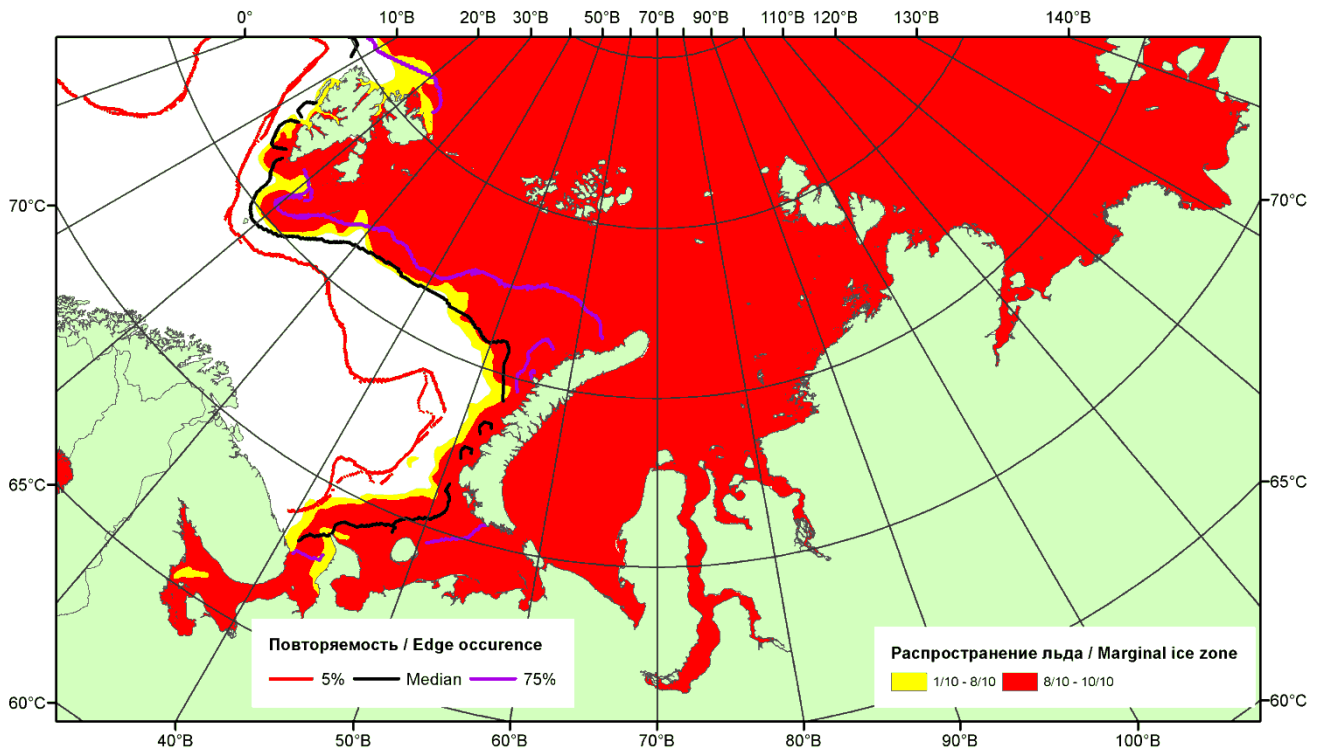 0° 10°В 20°В 30°В 50°В 70°В 90°В 110°В 120°В 130°В 140°В
70°С 70°С
65°С 65°С
60°С 60°С
Повторяемость / Edge occurence
5% Median 75%
Распространение льда / Marginal ice zone
1/10 - 8/10 8/10 - 10/10
40°В 50°В 60°В 70°В 80°В 90°В 100°В